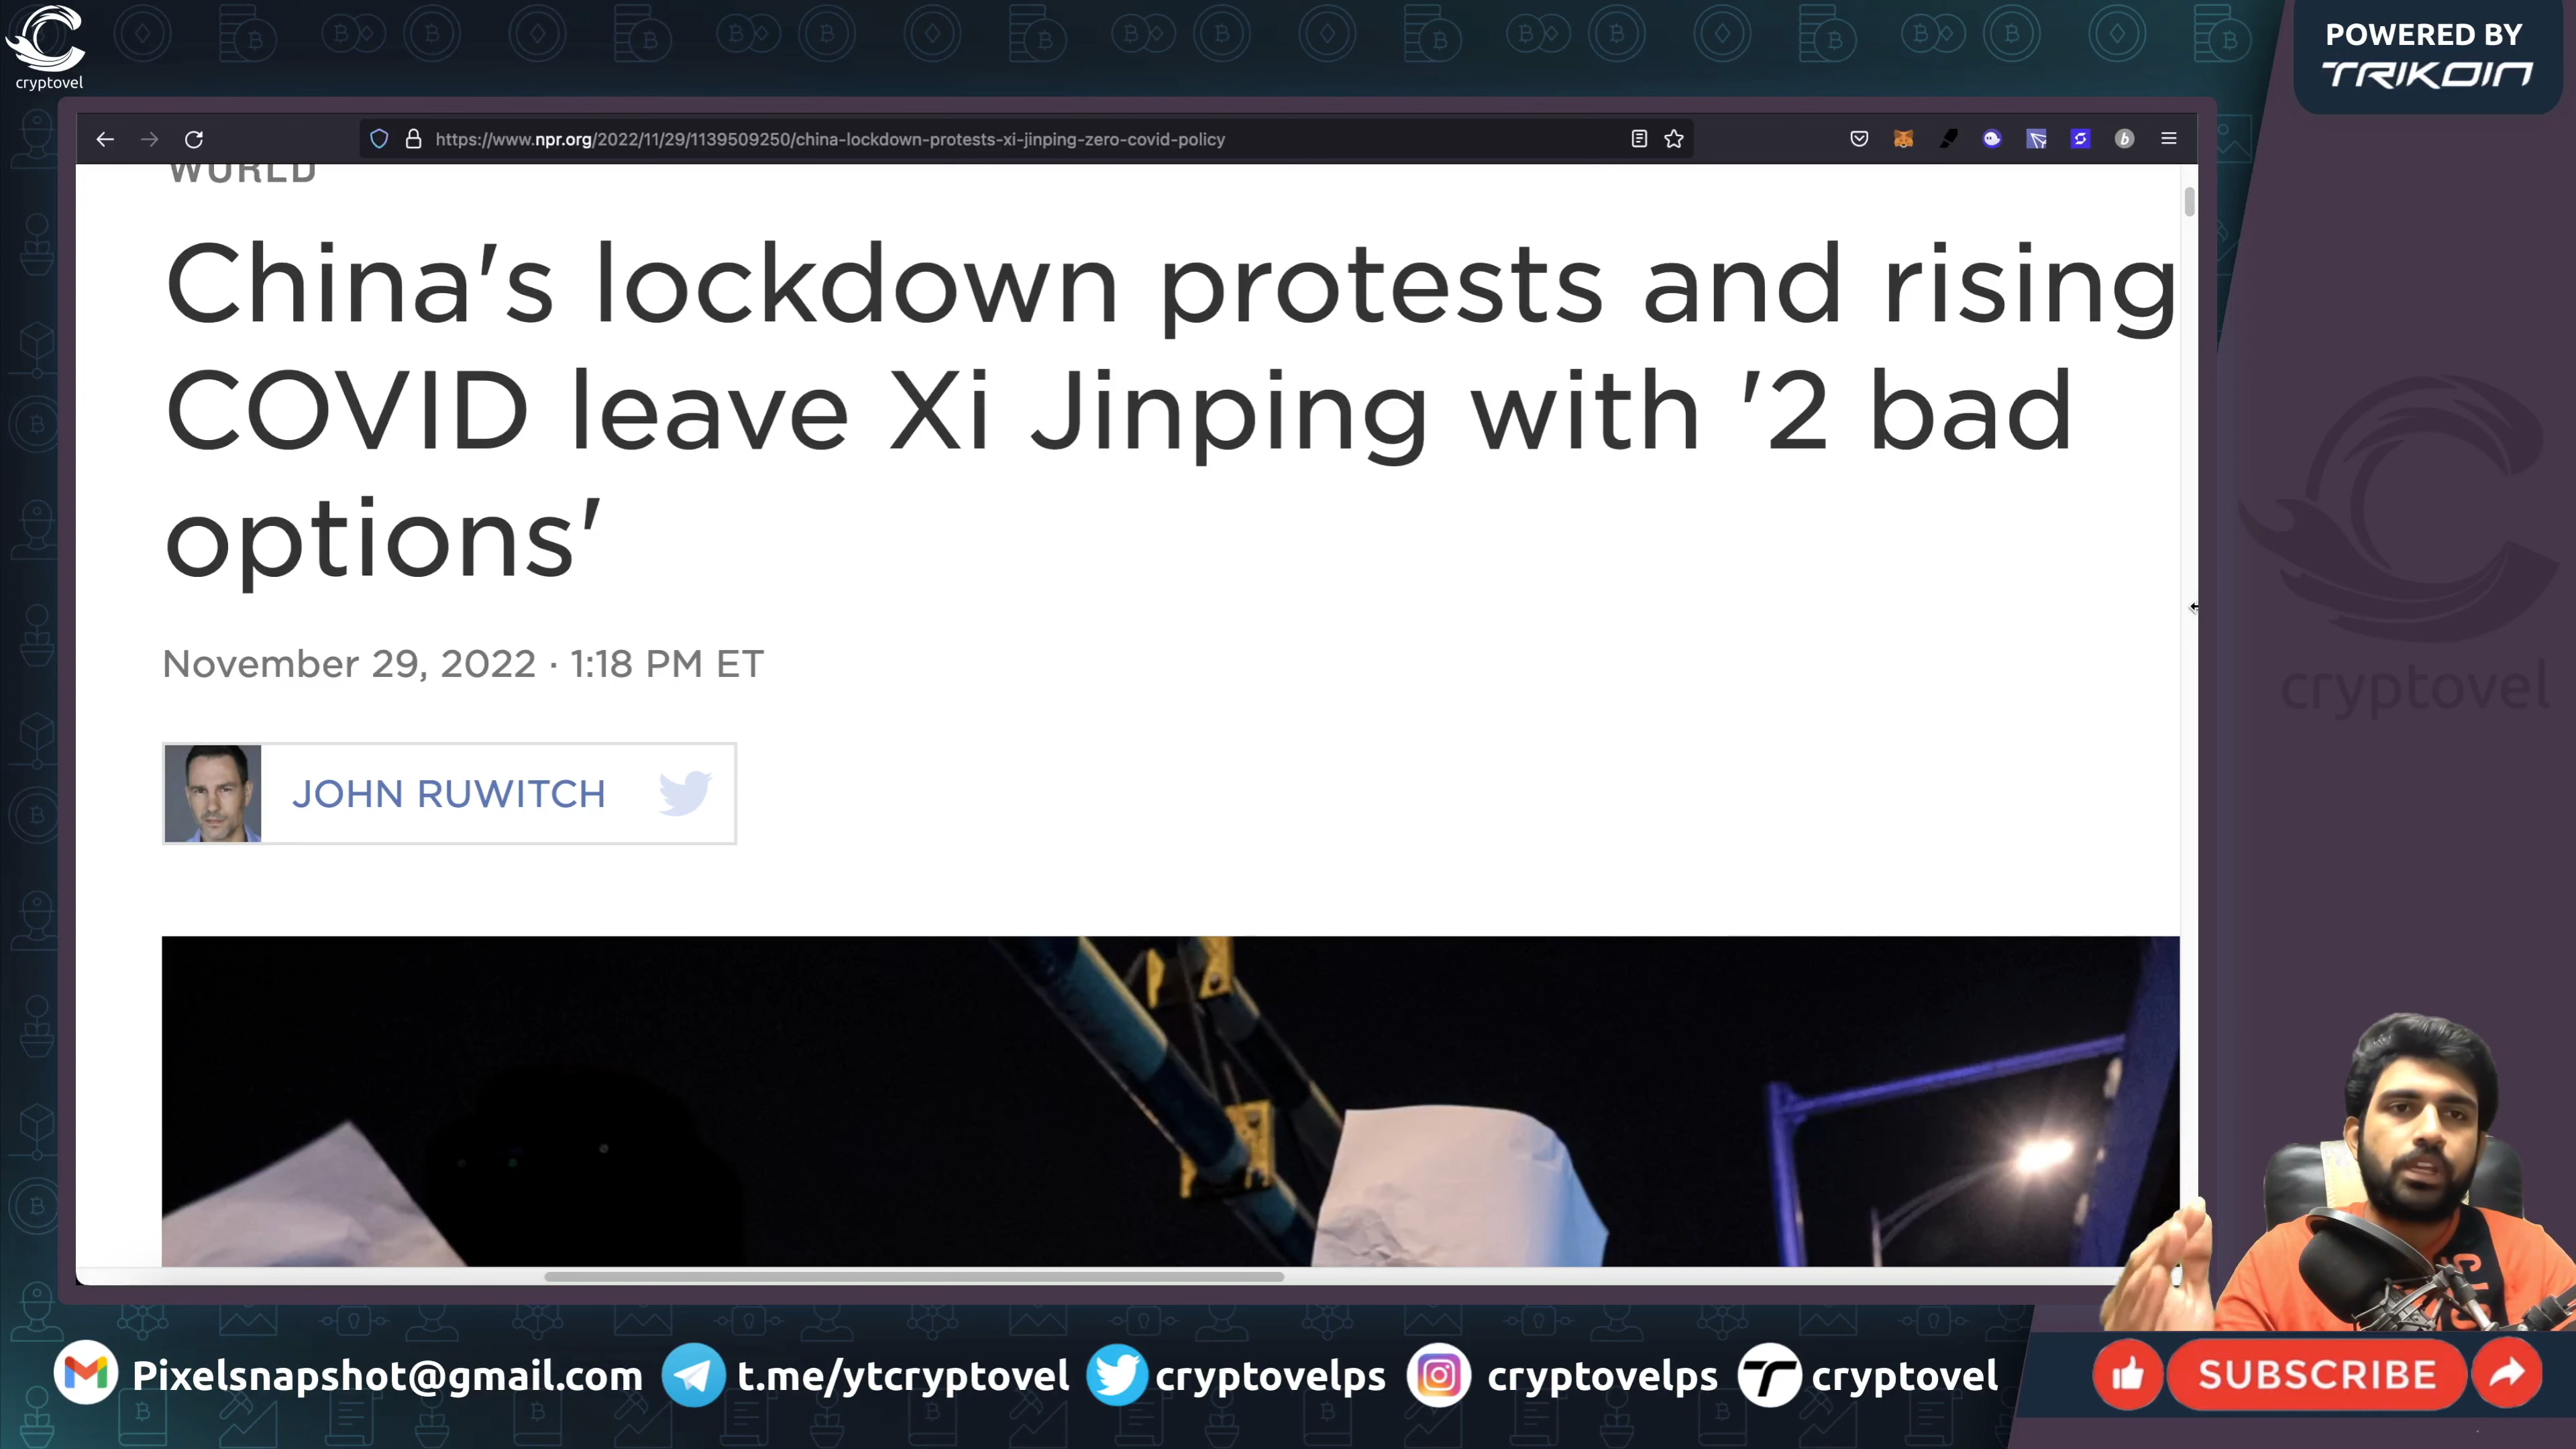 cryptovel
POWERED BY
TRIKOIN
https://www.npr.org/2022/11/29/1139509250/china-lockdown-protests-xi-jinping-zero-covid-policy
WORLD
China's lockdown protests and rising
COVID leave Xi Jinping with '2 bad
options'
November 29, 2022 · 1:18 PM ET
JOHN RUWITCH
cryptovel
Pixelsnapshot@gmail.com t.me/ytcryptovel cryptovelps cryptovelps cryptovel
SUBSCRIBE